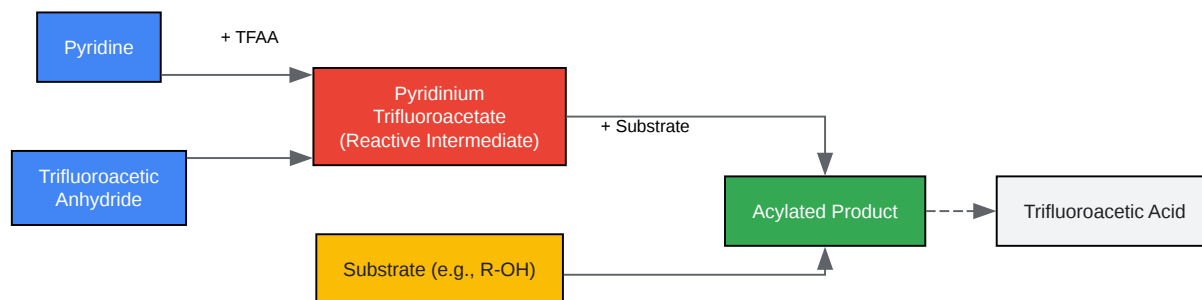 Pyridine
+ TFAA
Pyridinium
Trifluoroacetate
(Reactive Intermediate)
+ Substrate
Trifluoroacetic
Anhydride
Acylated Product
Trifluoroacetic Acid
Substrate (e.g., R-OH)